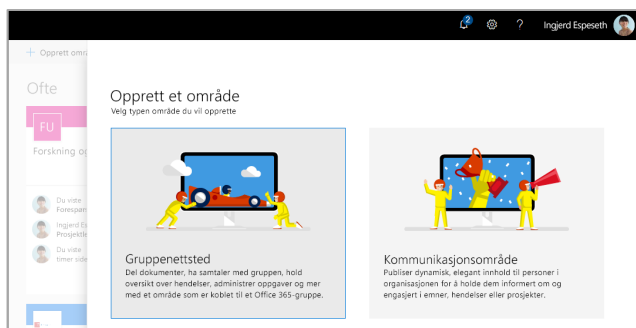 2
?
Ingjerd Espeseth
+ Opprett områ
Ofte
FU
Forskning og
Du viste
Forespør
Ingjerd Es
Prosjektle
Du viste
timer side
Opprett et område
Velg typen område du vil opprette
Gruppenettsted
Del dokumenter, ha samtaler med gruppen, hold
oversikt over hendelser, administrer oppgaver og mer
med et område som er koblet til et Office 365-gruppe.
Kommunikasjonsområde
Publiser dynamisk, elegant innhold til personer i
organisasjonen for å holde dem informert om og
engasjert i emner, hendelser eller prosjekter.